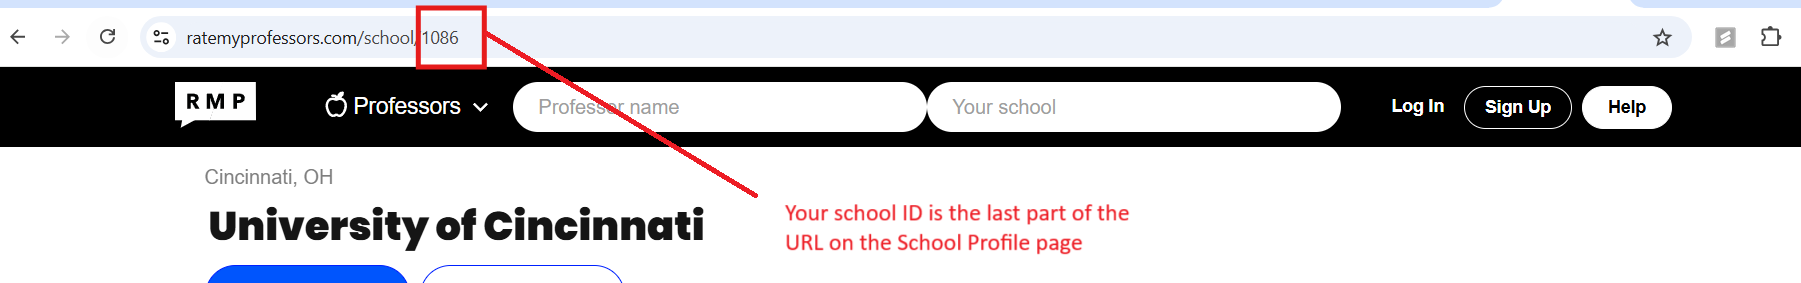 ratemyprofessors.com/school/1086
RMP Professors Professor name Your school Log In Sign Up Help
Cincinnati, OH
University of Cincinnati
Your school ID is the last part of the
URL on the School Profile page